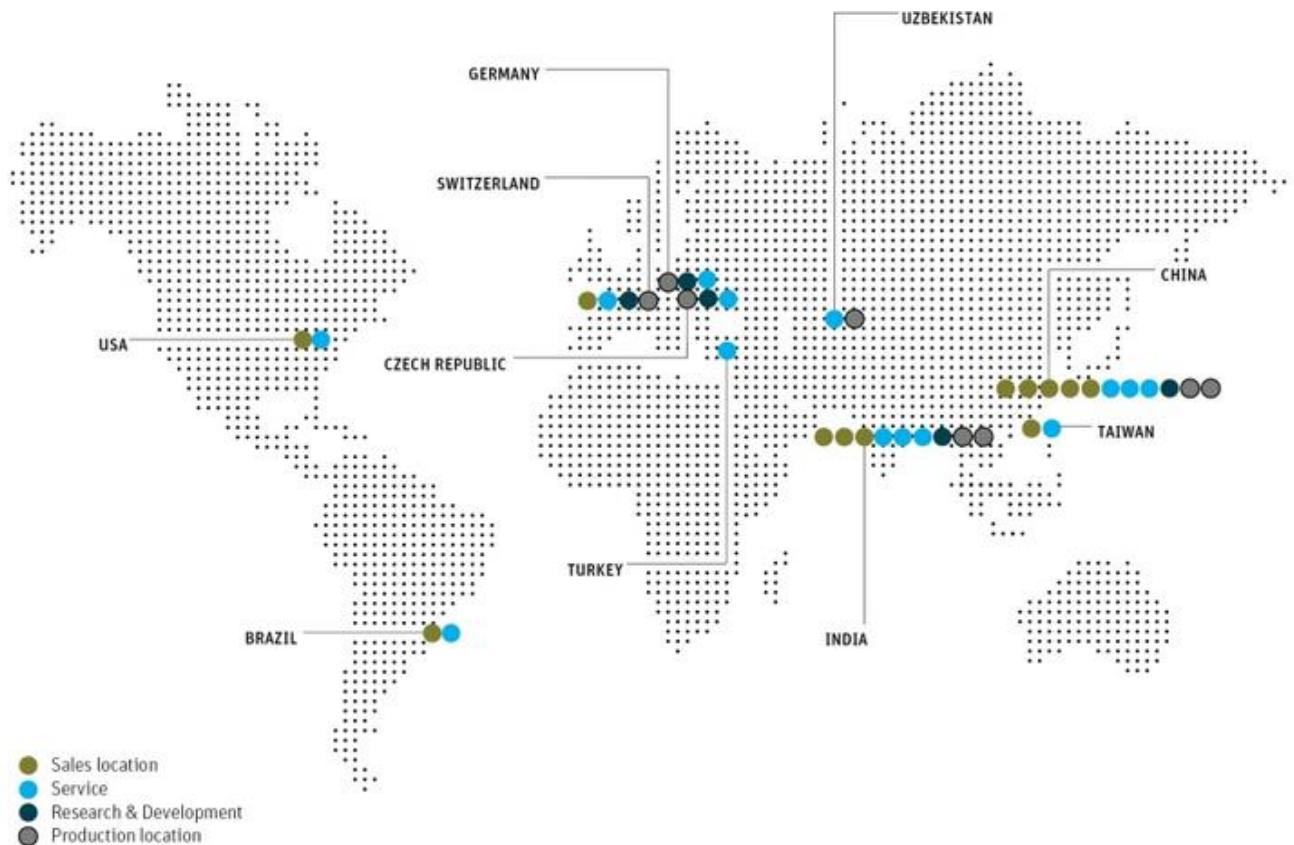 UZBEKISTAN
GERMANY
SWITZERLAND
CHINA
USA
CZECH REPUBLIC
TAIWAN
TURKEY
BRAZIL
INDIA
Sales location
Service
Research & Development
Production location